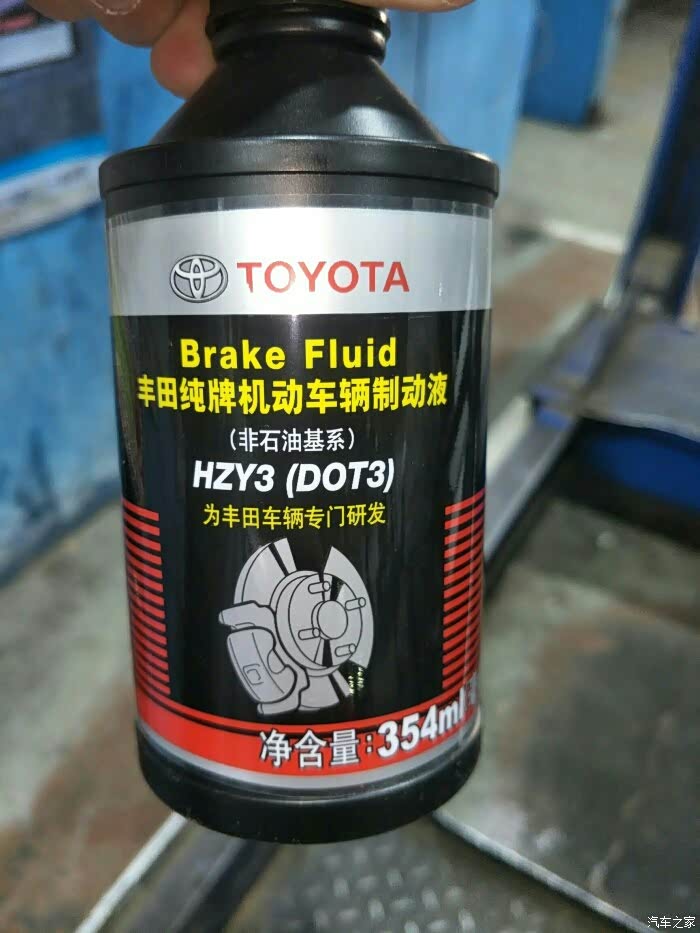 TOYOTA
Brake Fluid
丰田纯牌机动车辆制动液
(非石油基系)
HZY3 (DOT3)
为丰田车辆专门研发
净含量:354ml
汽车之家